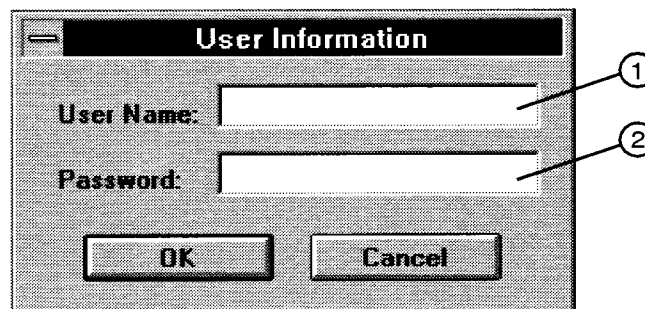 User Information
User Name:
1
Password:
2
OK
Cancel